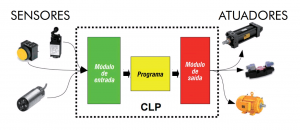 SENSORES
ATUADORES
Módulo
de
entrada
Programa
Módulo
de
saída
CLP